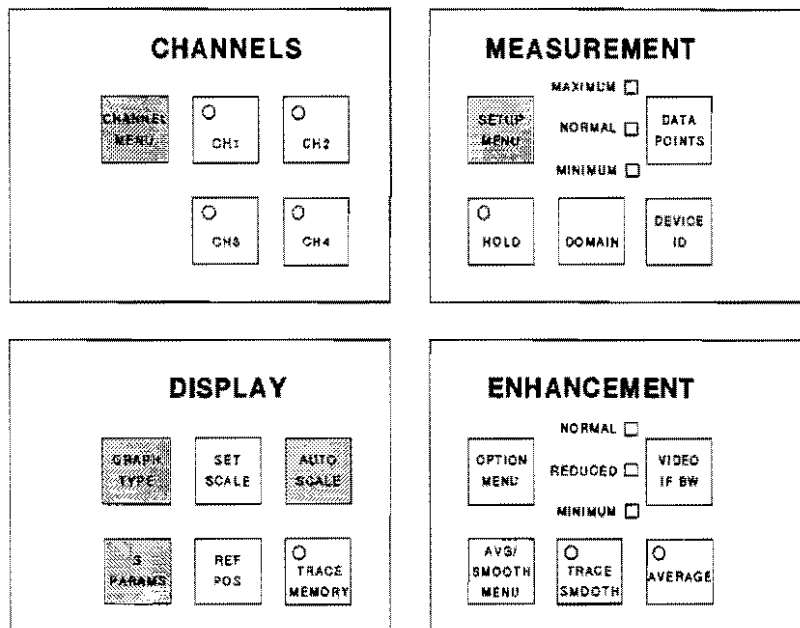 CHANNELS
CHANNEL
MENU
CH1
CH2
CH3
CH4
MEASUREMENT
MAXIMUM
SETUP
MENU
NORMAL
DATA
POINTS
MINIMUM
HOLD
DOMAIN
DEVICE
ID
DISPLAY
GRAPH
TYPE
SET
SCALE
AUTO
SCALE
S
PARAMS
REF
POS
TRACE
MEMORY
ENHANCEMENT
NORMAL
OPTION
MENU
REDUCED
VIDEO
IF BW
MINIMUM
AVG/
SMOOTH
MENU
TRACE
SMOOTH
AVERAGE